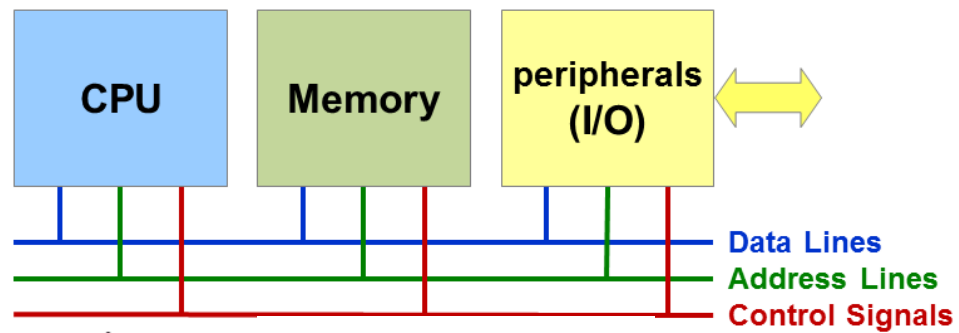 CPU
Memory
peripherals
(I/O)
Data Lines
Address Lines
Control Signals